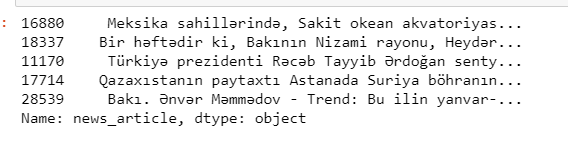 16880 Meksika sahillərində, Sakit okean akvatoriyas...
18337 Bir həftədir ki, Bakının Nizami rayonu, Heydər...
11170 Türkiyə prezidenti Rəcəb Tayyib Ərdoğan senty...
17714 Qazaxıstanın paytaxtı Astanada Suriya böhranın...
28539 Bakı. Ənvər Məmmədov - Trend: Bu ilin yanvar-...
Name: news_article, dtype: object